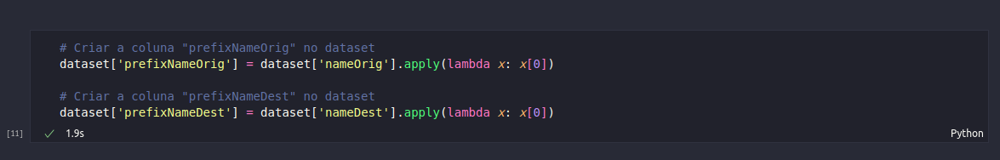 # Criar a coluna "prefixNameOrig" no dataset
dataset['prefixNameOrig'] = dataset['nameOrig'].apply(lambda x: x[0])
# Criar a coluna "prefixNameDest" no dataset
dataset['prefixNameDest'] = dataset['nameDest'].apply(lambda x: x[0])
[11] ✓ 1.9s Python